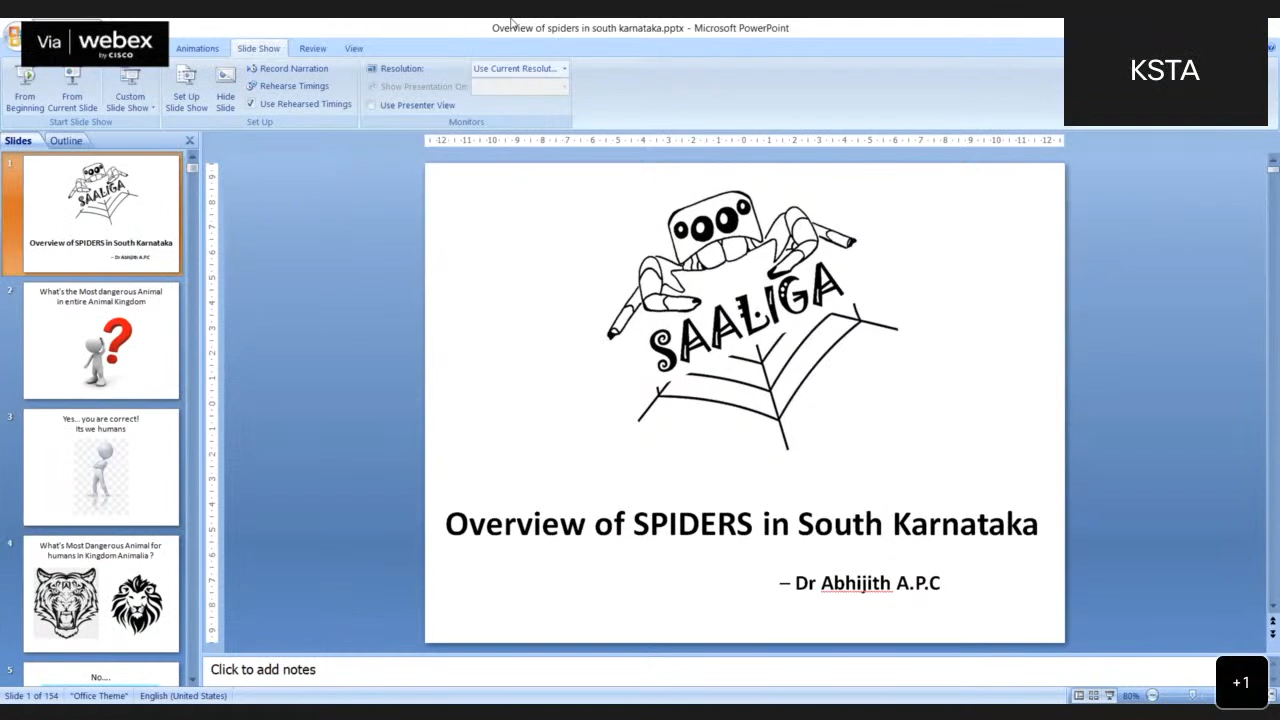 Overview of spiders in south karnataka.pptx - Microsoft PowerPoint
Via webex
by CISCO
KSTA
Animations Slide Show Review View
From Beginning
From Current Slide
Custom Slide Show
Set Up Slide Show
Hide Slide
Record Narration
Rehearse Timings
Use Rehearsed Timings
Resolution: Use Current Resolut...
Show Presentation On:
Use Presenter View
Start Slide Show Set Up Monitors
Slides Outline
1
SAALIGA
Overview of SPIDERS in South Karnataka
– Dr Abhijith A.P.C
2
What's the Most dangerous Animal
in entire Animal Kingdom
3
Yes... you are correct!
Its we humans
4
What's Most Dangerous Animal for
humans in Kingdom Animalia ?
5
No....
SAALIGA
Overview of SPIDERS in South Karnataka
– Dr Abhijith A.P.C
Click to add notes
Slide 1 of 154 "Office Theme" English (United States) 80%
+1